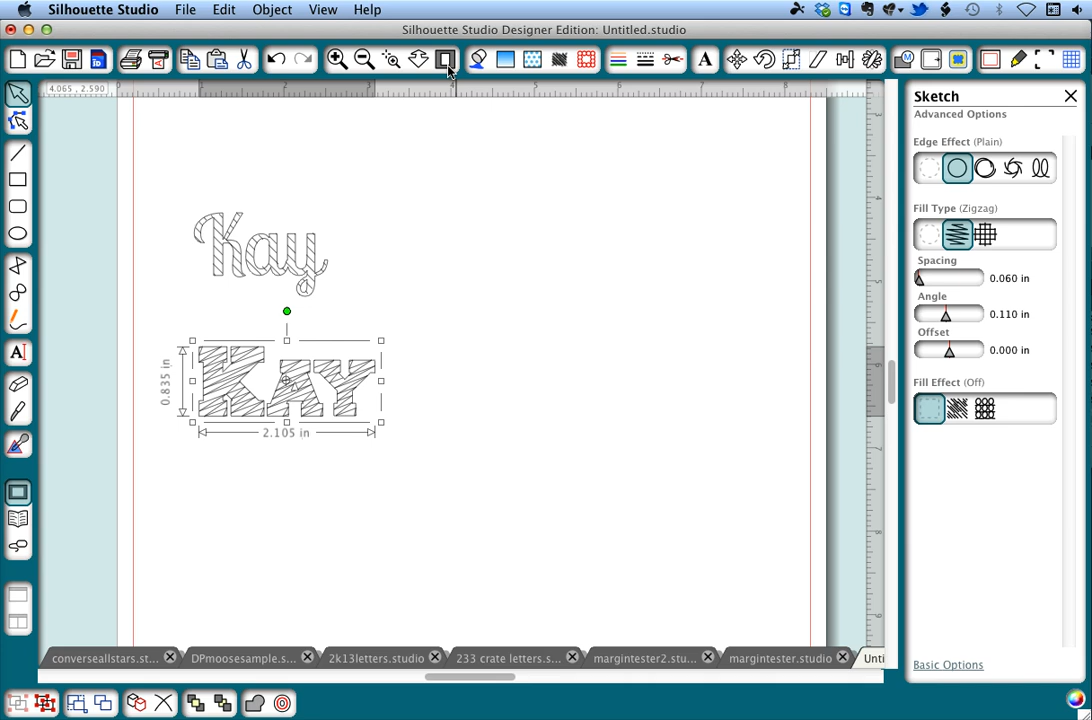 Silhouette Studio File Edit Object View Help
Silhouette Studio Designer Edition: Untitled.studio
4.065 , 2.590
Sketch
Advanced Options
Edge Effect (Plain)
Fill Type (Zigzag)
Spacing
0.060 in
Angle
0.110 in
Offset
0.000 in
Fill Effect (Off)
Kay
KAY
0.835 in
2.105 in
converseallstars.st... DPmoosesample.s... 2k13letters.studio 233 crate letters.s... margintester2.stu... margintester.studio Unti
Basic Options